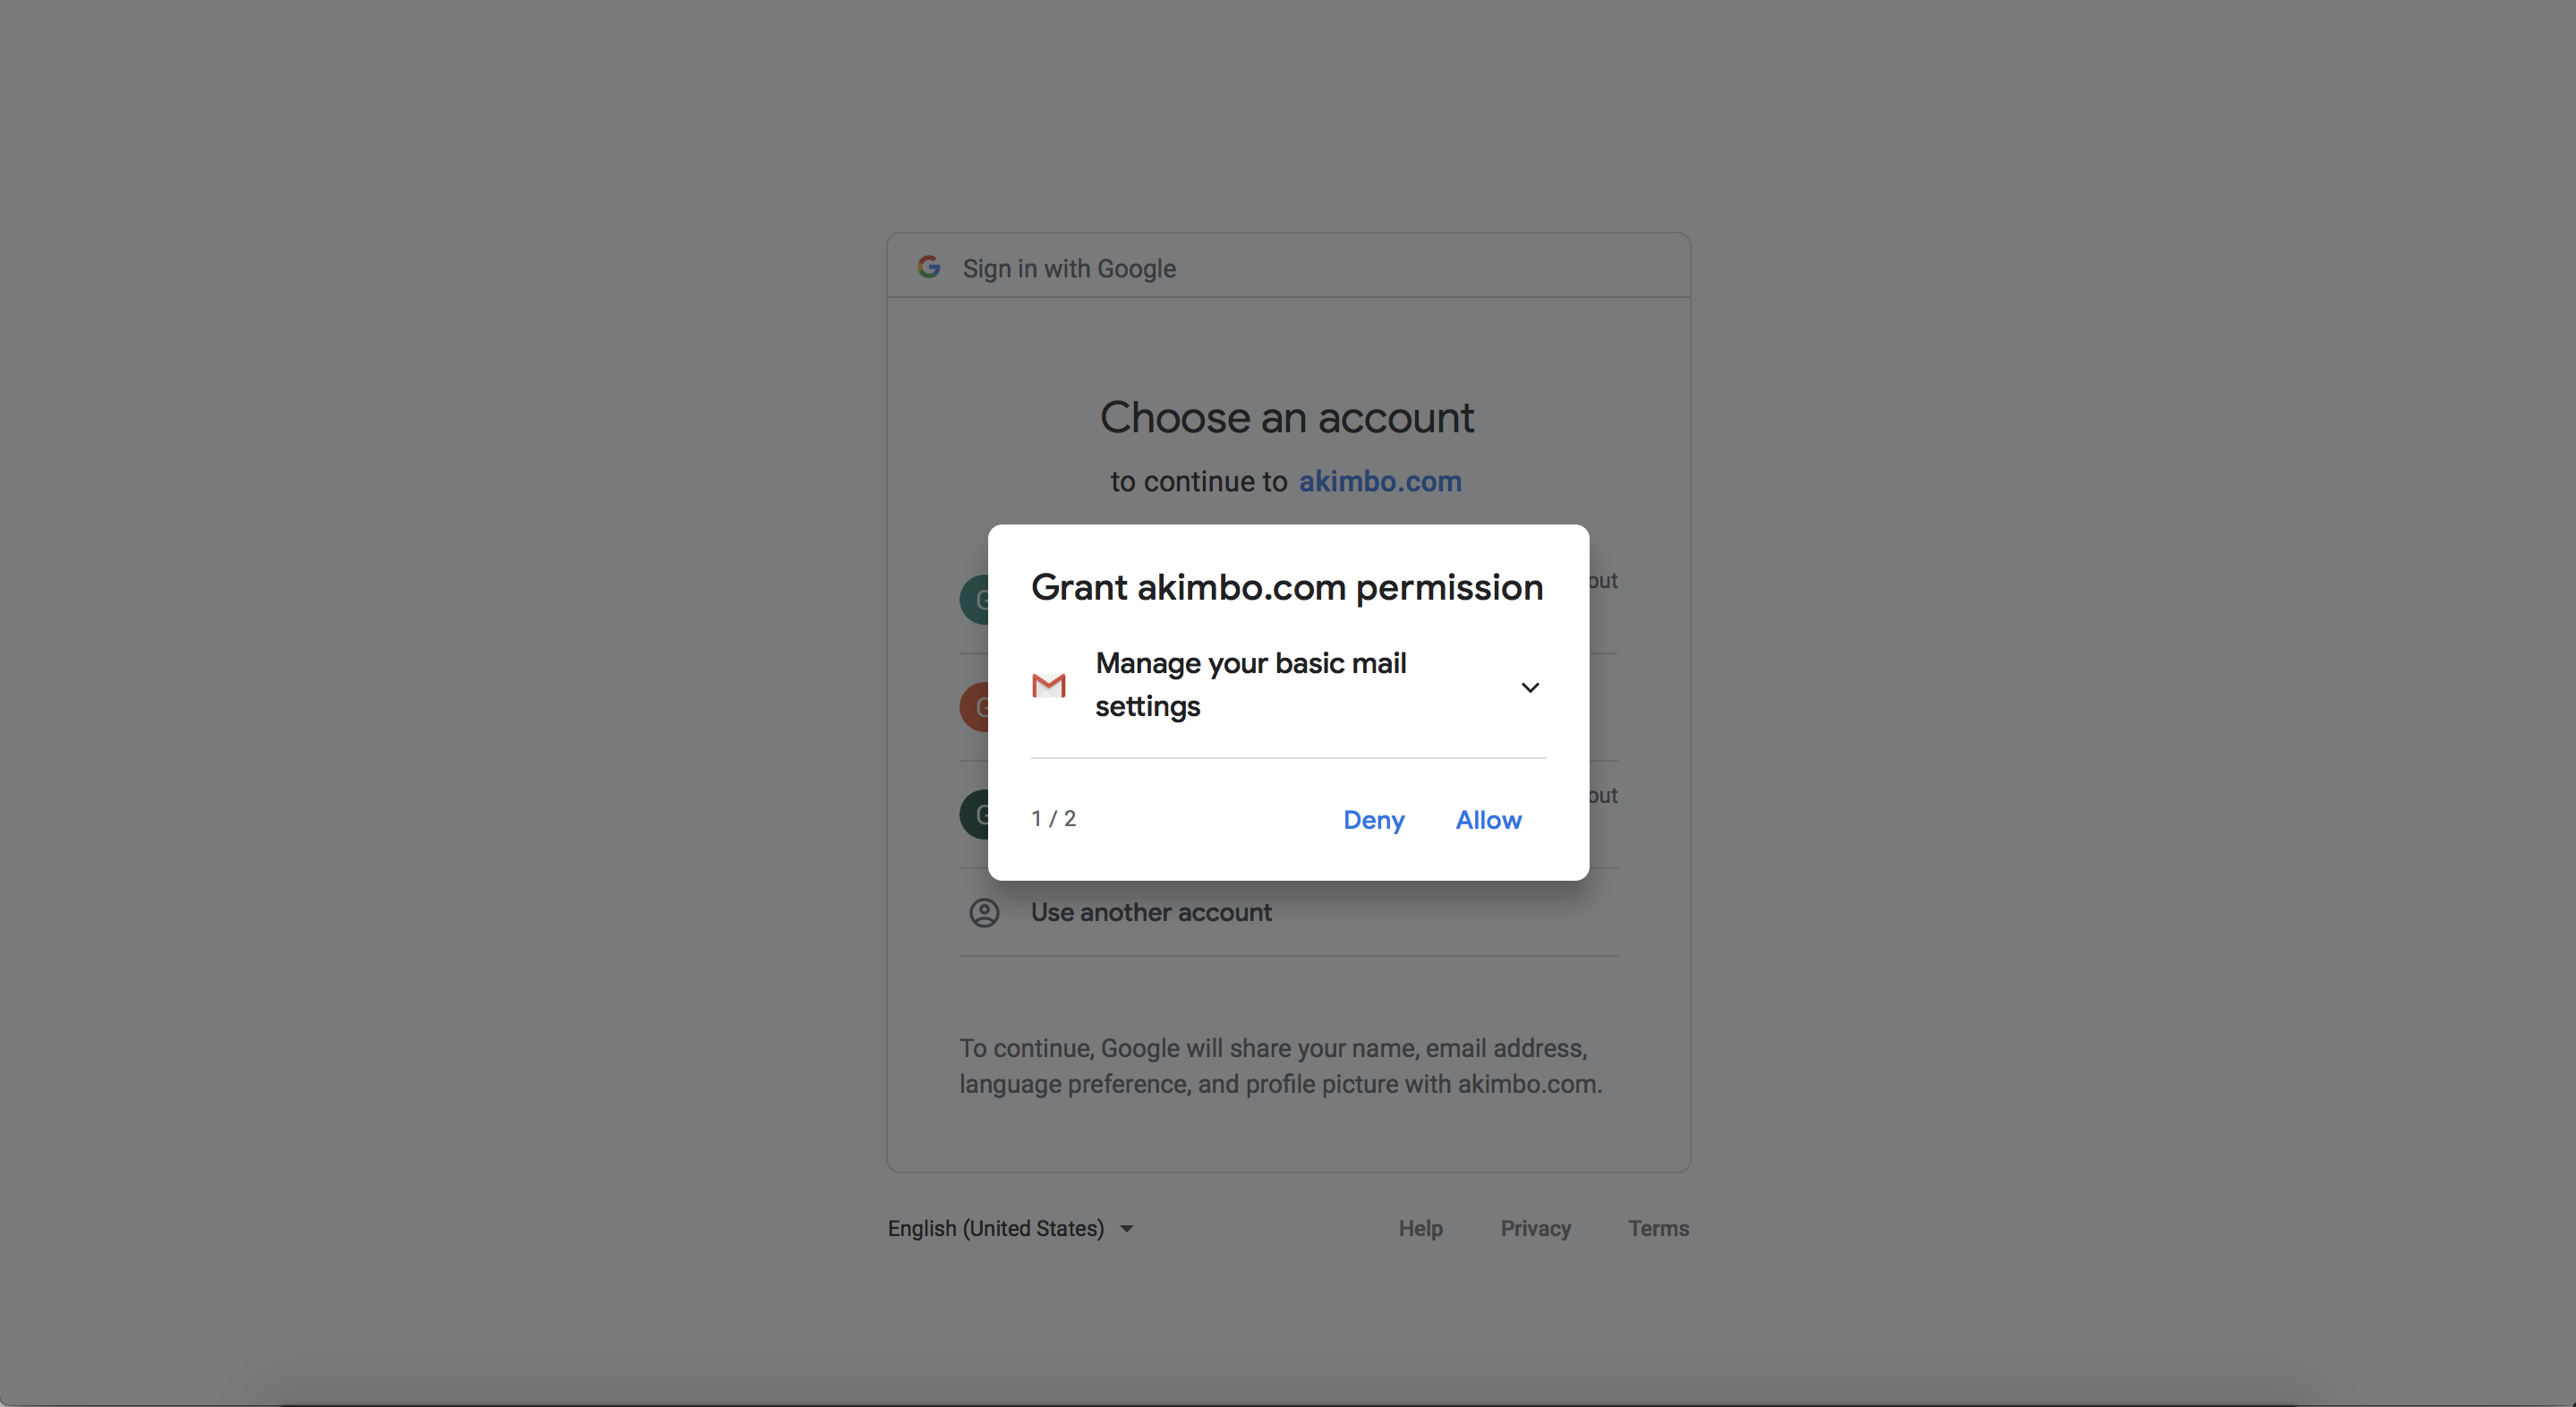 Sign in with Google
Choose an account
to continue to akimbo.com
Grant akimbo.com permission
Manage your basic mail
settings
1 / 2
Deny
Allow
Use another account
To continue, Google will share your name, email address,
language preference, and profile picture with akimbo.com.
English (United States)
Help
Privacy
Terms